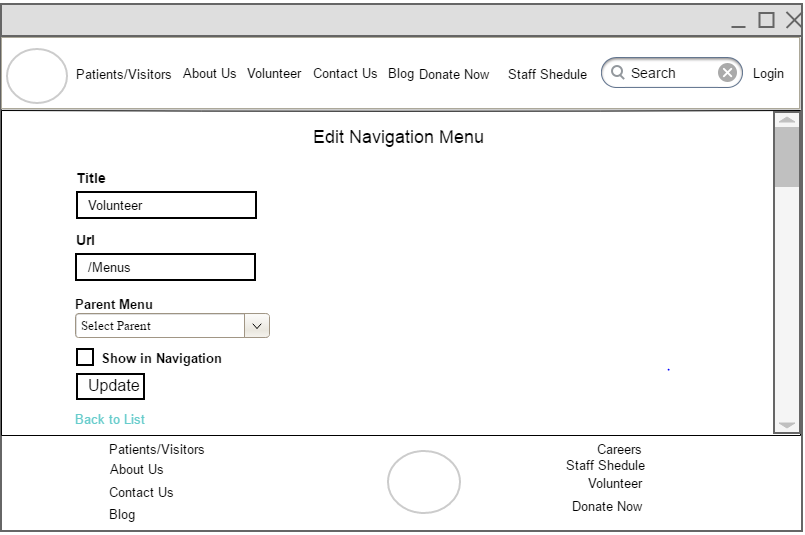 Patients/Visitors About Us Volunteer Contact Us Blog Donate Now Staff Shedule Search Login
Edit Navigation Menu
Title
Volunteer
Url
/Menus
Parent Menu
Select Parent
Show in Navigation
Update
Back to List
Patients/Visitors
About Us
Contact Us
Blog
Careers
Staff Shedule
Volunteer
Donate Now